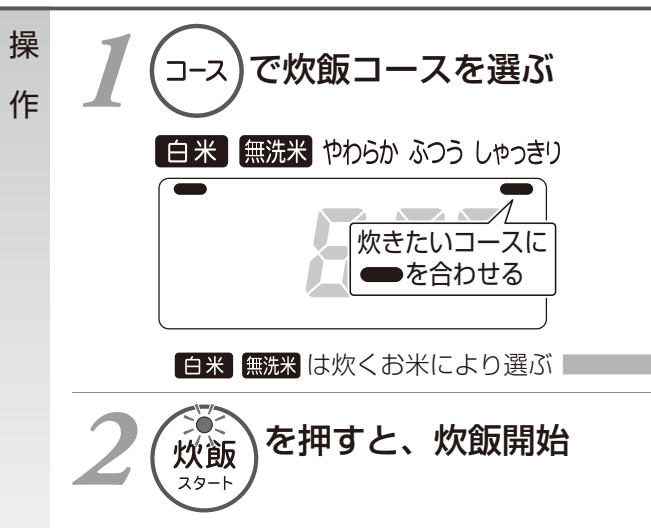 操作
1 コース で炊飯コースを選ぶ
白米 無洗米 やわらか ふつう しゃっきり
炊きたいコースに
を合わせる
白米 無洗米 は炊くお米により選ぶ
2 炊飯 スタート を押すと、炊飯開始